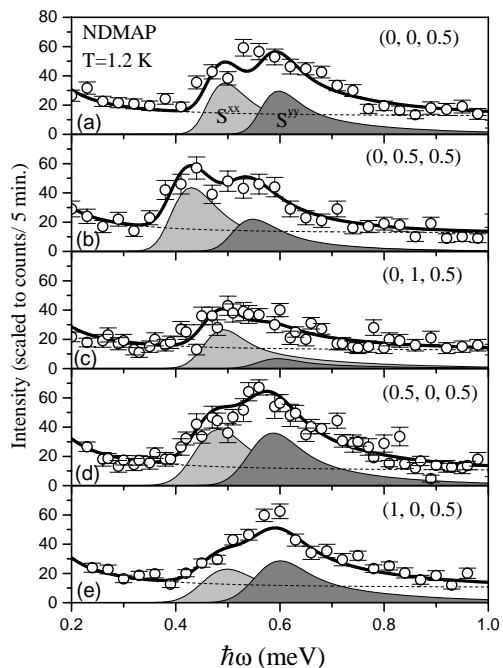 NDMAP
T=1.2 K
(0, 0, 0.5)
S^xx
S^yy
(a)
80
60
40
20
0
(0, 0.5, 0.5)
(b)
80
60
40
20
0
(0, 1, 0.5)
(c)
60
40
20
0
(0.5, 0, 0.5)
(d)
80
60
40
20
0
(1, 0, 0.5)
(e)
80
60
40
20
0
0.2 0.4 0.6 0.8 1.0
ħω (meV)
Intensity (scaled to counts/ 5 min.)